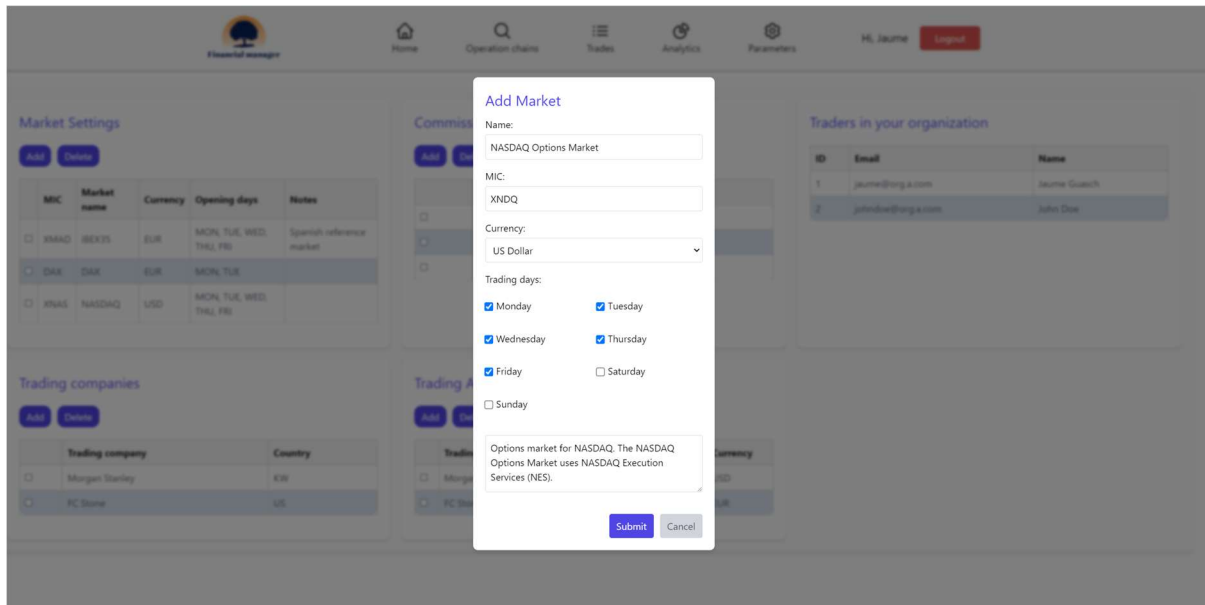 Financial manager
Home
Operation chains
Trades
Analytics
Parameters
Hi, Jaume
Logout
Market Settings
Add Delete
MIC Market name Currency Opening days Notes
XMAD IBEX35 EUR MON, TUE, WED, THU, FRI Spanish reference market
DAX DAX EUR MON, TUE
XNAS NASDAQ USD MON, TUE, WED, THU, FRI
Commiss
Add De
Add Market
Name:
NASDAQ Options Market
MIC:
XNDQ
Currency:
US Dollar
Trading days:
Monday Tuesday
Wednesday Thursday
Friday Saturday
Sunday
Options market for NASDAQ. The NASDAQ
Options Market uses NASDAQ Execution
Services (NES).
Submit Cancel
Traders in your organization
ID Email Name
1 jaume@org.a.com Jaume Guasch
2 johndoe@org.a.com John Doe
Trading companies
Add Delete
Trading company Country
Morgan Stanley KW
FC Stone US
Trading A
Add De
Trading Currency
Morga USD
FC Sto EUR